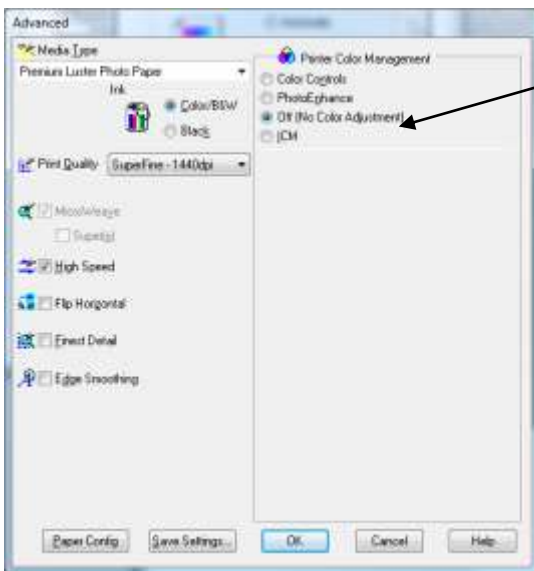 Advanced
Media Type
Premium Luster Photo Paper
Ink
Color/B&W
Black
Print Quality
SuperFine - 1440dpi
MicroWeave
Super
High Speed
Flip Horizontal
Finest Detail
Edge Smoothing
Paper Config
Save Settings...
Printer Color Management
Color Controls
PhotoEnhance
Off (No Color Adjustment)
ICM
OK
Cancel
Help